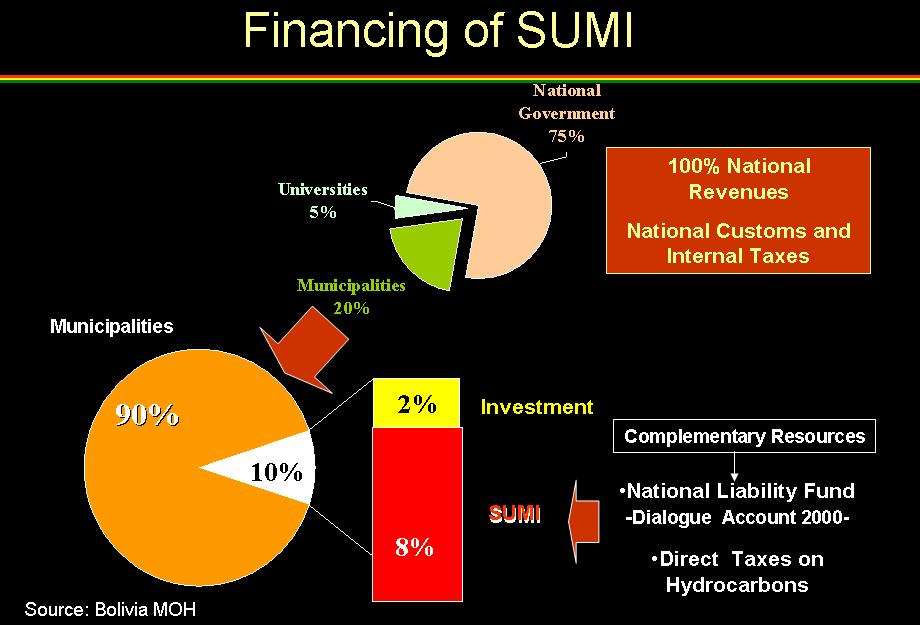 Financing of SUMI
National
Government
75%
100% National
Revenues
National Customs and
Internal Taxes
Universities
5%
Municipalities
20%
Municipalities
90%
10%
2%
Investment
8%
SUMI
Complementary Resources
•National Liability Fund
-Dialogue Account 2000-
•Direct Taxes on
Hydrocarbons
Source: Bolivia MOH